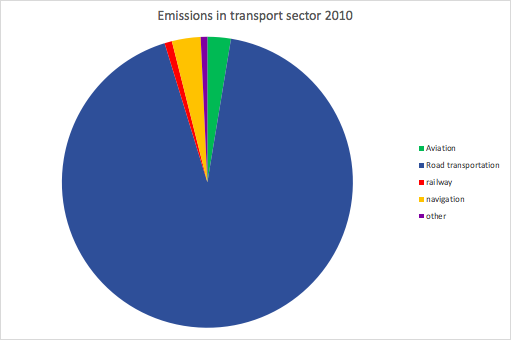 Emissions in transport sector 2010
Aviation
Road transportation
railway
navigation
other